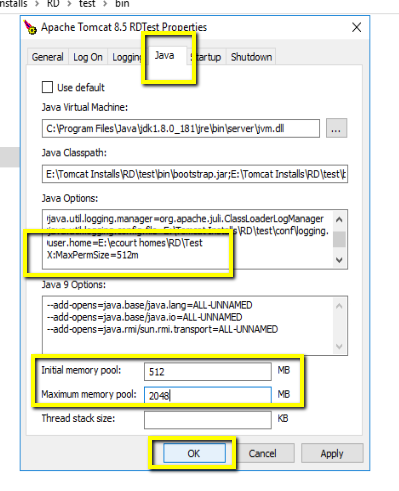 nstalls > RD > test > bin
Apache Tomcat 8.5 RDTest Properties
General Log On Logging Java Startup Shutdown
Use default
Java Virtual Machine:
C:\Program Files\Java\jdk1.8.0_181\jre\bin\server\jvm.dll ...
Java Classpath:
E:\Tomcat Installs\RD\test\bin\bootstrap.jar;E:\Tomcat Installs\RD\test\t
Java Options:
java.util.logging.manager=org.apache.juli.ClassLoaderLogManager
Installs\RD\test\conf\logging.
user.home=E:\ecourt homes\RD\Test
X:MaxPermSize=512m
Java 9 Options:
--add-opens=java.base/java.lang=ALL-UNNAMED
--add-opens=java.base/java.io=ALL-UNNAMED
--add-opens=java.rmi/sun.rmi.transport=ALL-UNNAMED
Initial memory pool: 512 MB
Maximum memory pool: 2048 MB
Thread stack size: KB
OK Cancel Apply